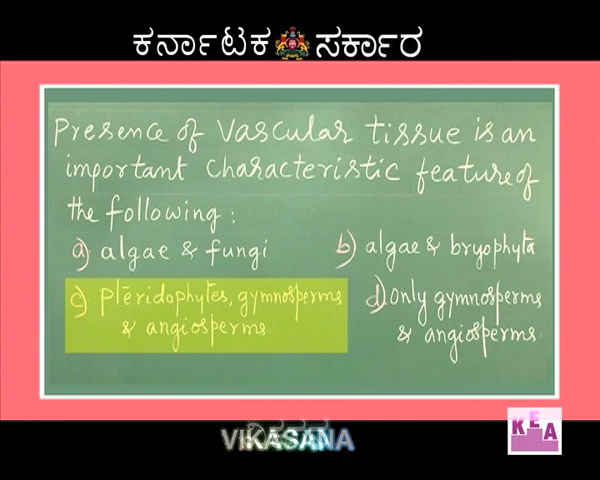 ಕರ್ನಾಟಕ ಸರ್ಕಾರ
Presence of Vascular tissue is an
important characteristic feature of
the following :
a) algae & fungi
b) algae & bryophyta
c) Pteridophytes, gymnosperms
& angiosperms
d) Only gymnosperms
& angiosperms
VIKASANA
KEA